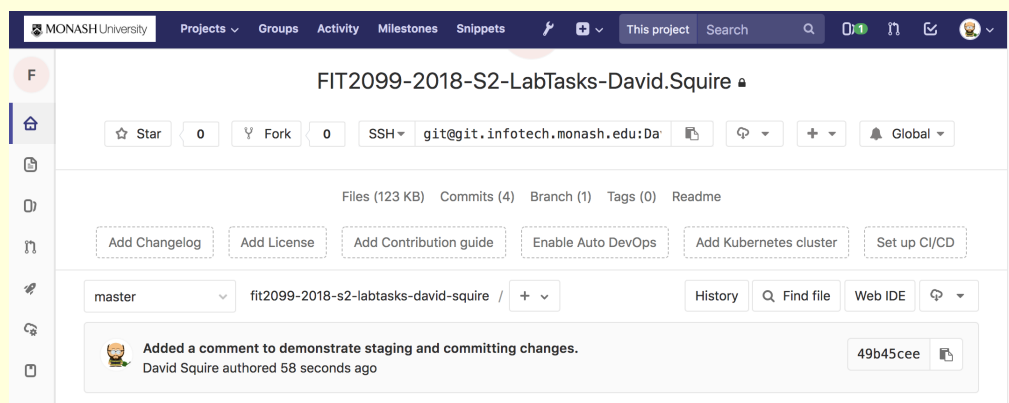 MONASH University Projects Groups Activity Milestones Snippets This project Search 1
F
FIT2099-2018-S2-LabTasks-David.Squire
Star 0 Fork 0 SSH git@git.infotech.monash.edu:Da Global
Files (123 KB) Commits (4) Branch (1) Tags (0) Readme
Add Changelog Add License Add Contribution guide Enable Auto DevOps Add Kubernetes cluster Set up CI/CD
master fit2099-2018-s2-labtasks-david-squire / + History Find file Web IDE
Added a comment to demonstrate staging and committing changes.
David Squire authored 58 seconds ago
49b45cee